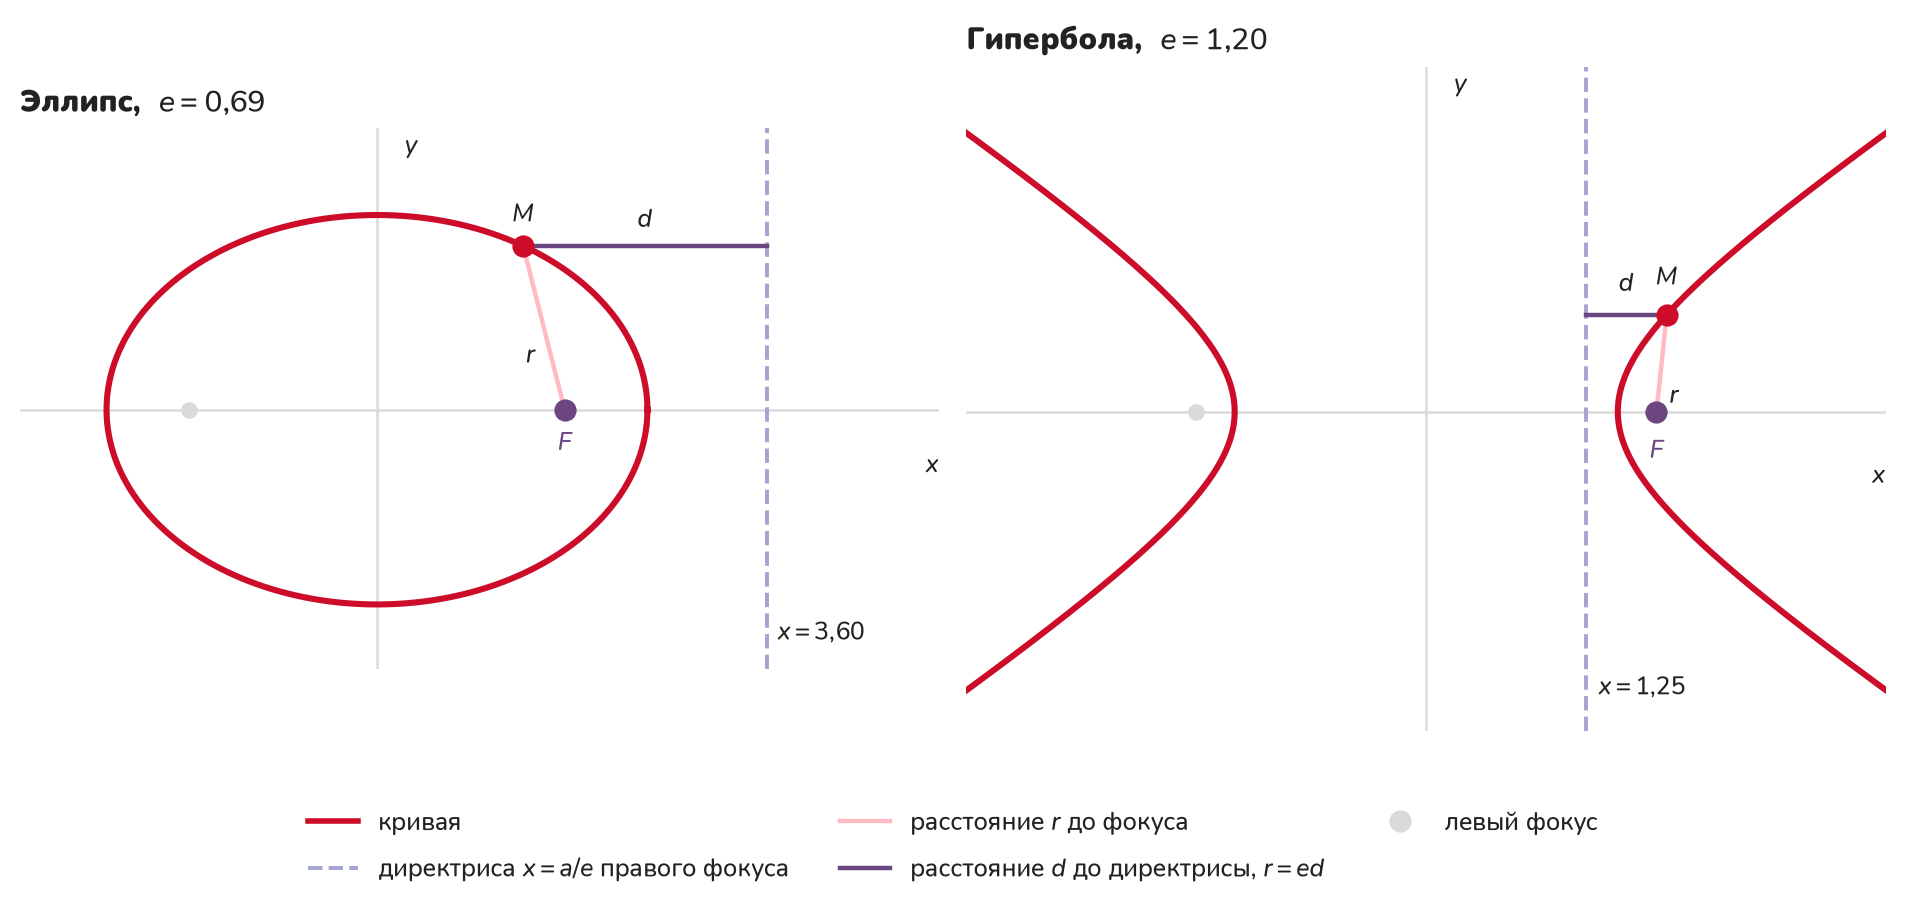 Эллипс, e = 0,69
y
M
d
r
F
x
x = 3,60
Гипербола, e = 1,20
y
d M
r
F
x
x = 1,25
кривая
директриса x = a/e правого фокуса
расстояние r до фокуса
расстояние d до директрисы, r = ed
левый фокус